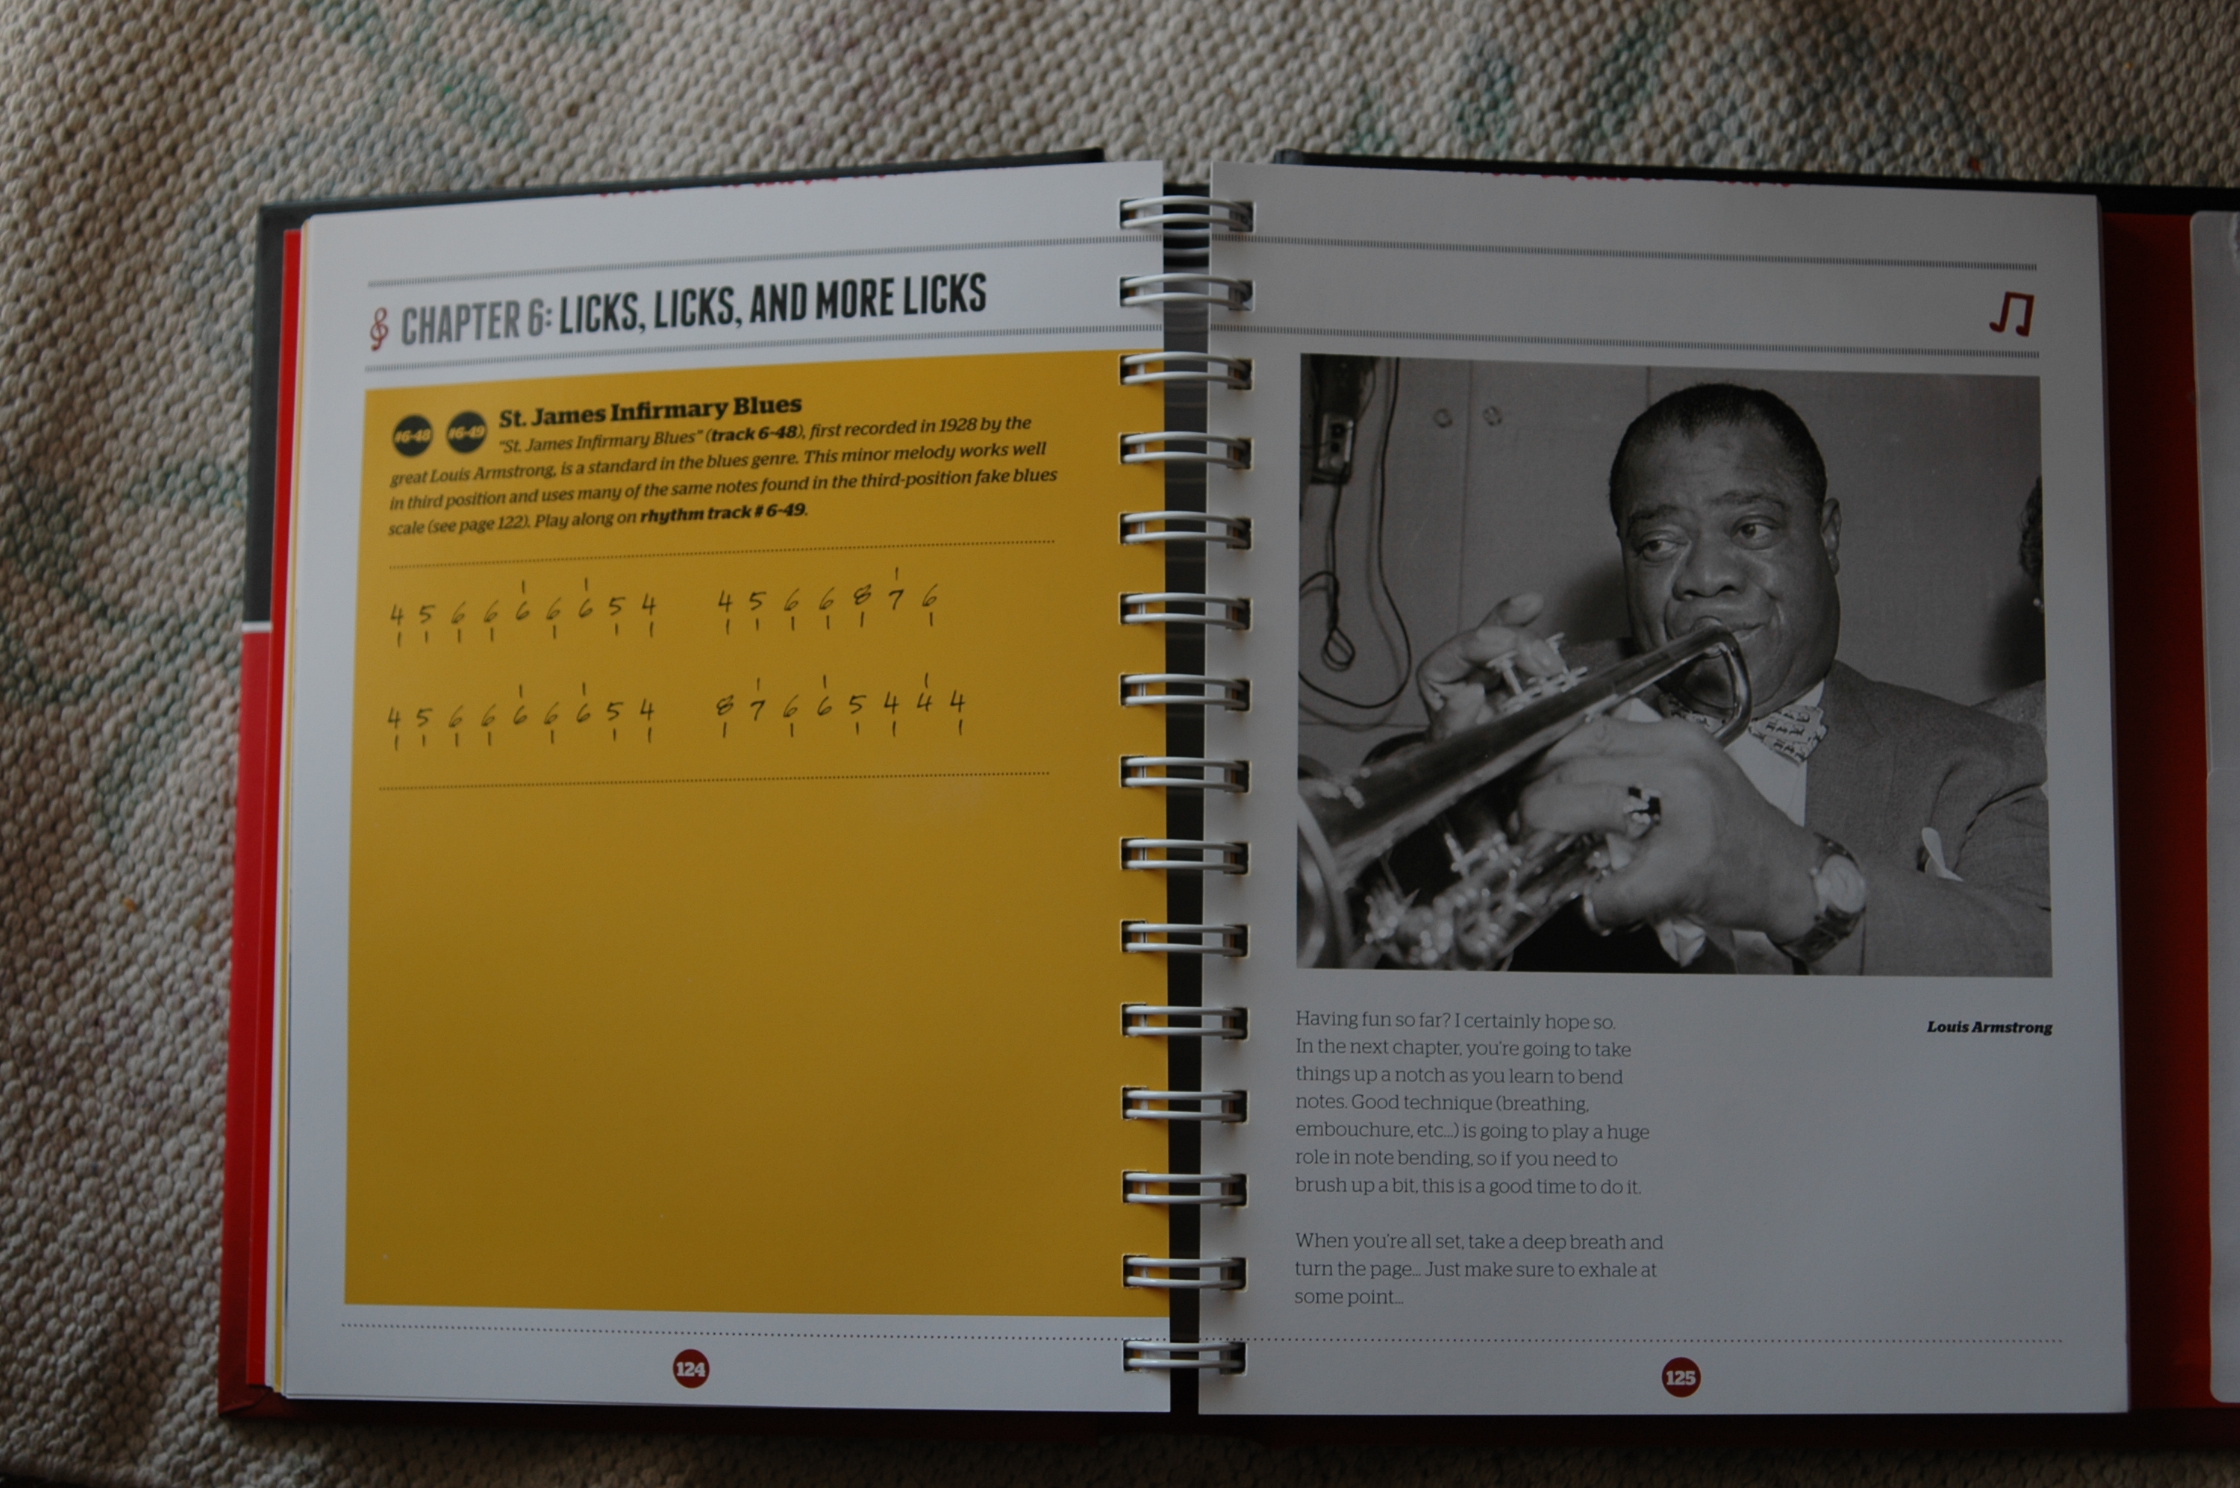 CHAPTER 6: LICKS, LICKS, AND MORE LICKS
#6-48 #6-49 St. James Infirmary Blues
"St. James Infirmary Blues" (track 6-48), first recorded in 1928 by the
great Louis Armstrong, is a standard in the blues genre. This minor melody works well
in third position and uses many of the same notes found in the third-position fake blues
scale (see page 122). Play along on rhythm track # 6-49.
4 5 6 6 6 6 6 5 4 4 5 6 6 8 7 6
4 5 6 6 6 6 6 5 4 8 7 6 6 5 4 4 4
124
Louis Armstrong
Having fun so far? I certainly hope so.
In the next chapter, you're going to take
things up a notch as you learn to bend
notes. Good technique (breathing,
embouchure, etc...) is going to play a huge
role in note bending, so if you need to
brush up a bit, this is a good time to do it.
When you're all set, take a deep breath and
turn the page... Just make sure to exhale at
some point...
125